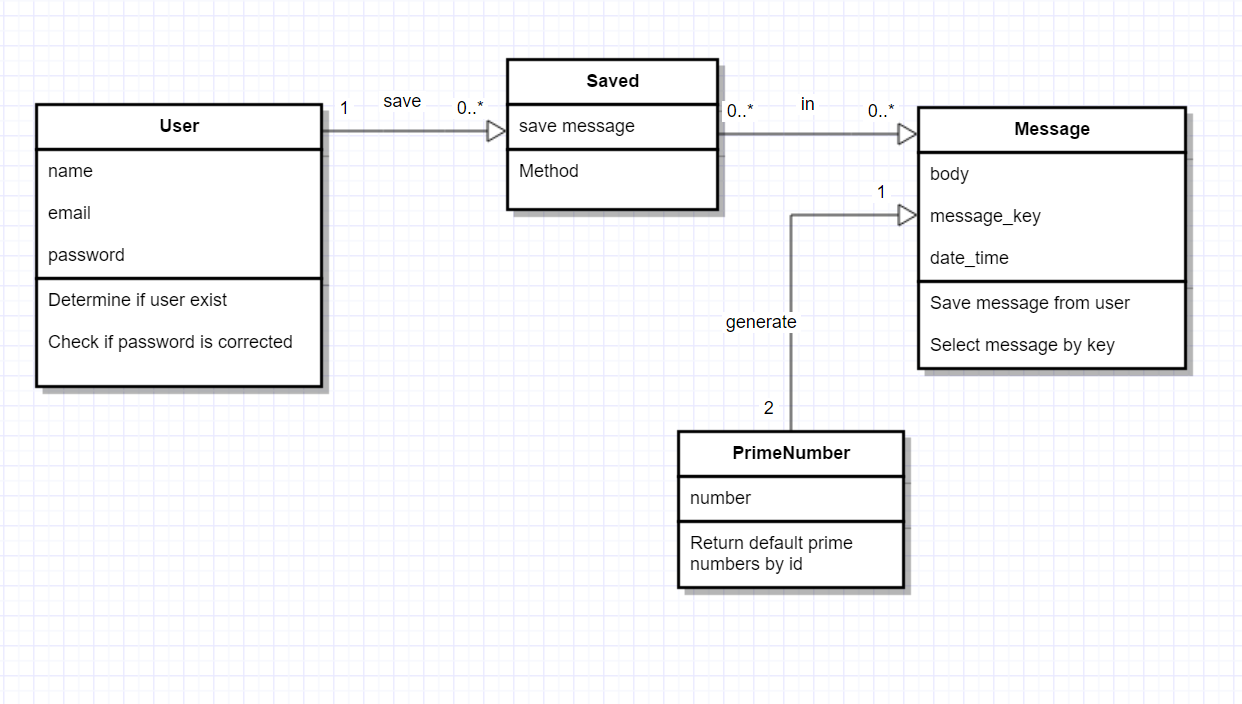 User
name
email
password
Determine if user exist
Check if password is corrected
1
save
0..*
Saved
save message
Method
0..*
in
0..*
Message
body
message_key
date_time
Save message from user
Select message by key
1
generate
2
PrimeNumber
number
Return default prime
numbers by id